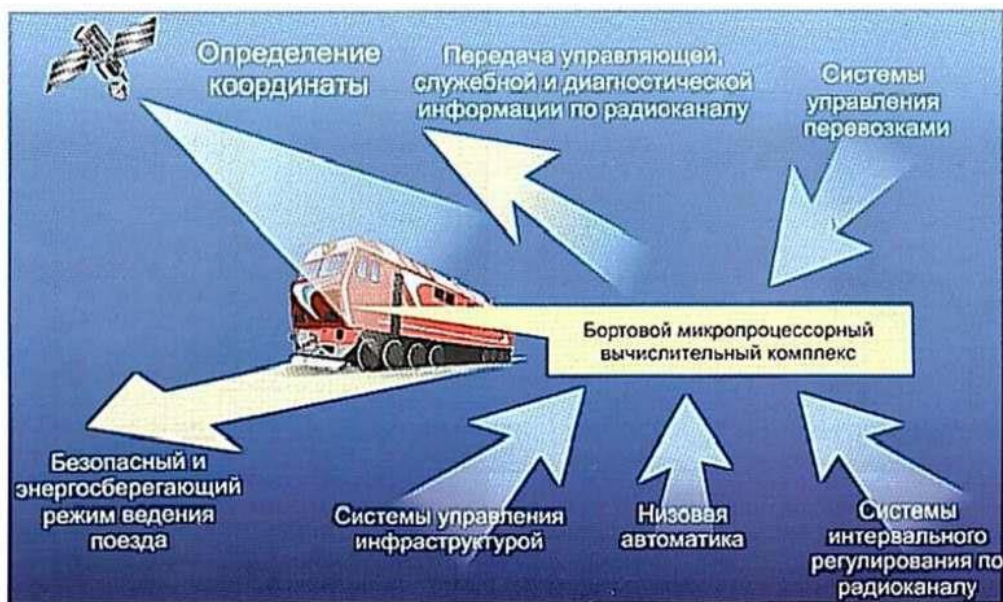 Определение
координаты
Передача управляющей,
служебной и диагностической
информации по радиоканалу
Системы
управления
перевозками
Бортовой микропроцессорный
вычислительный комплекс
Безопасный и
энергосберегающий
режим ведения
поезда
Системы управления
инфраструктурой
Низовая
автоматика
Системы
интервального
регулирования по
радиоканалу